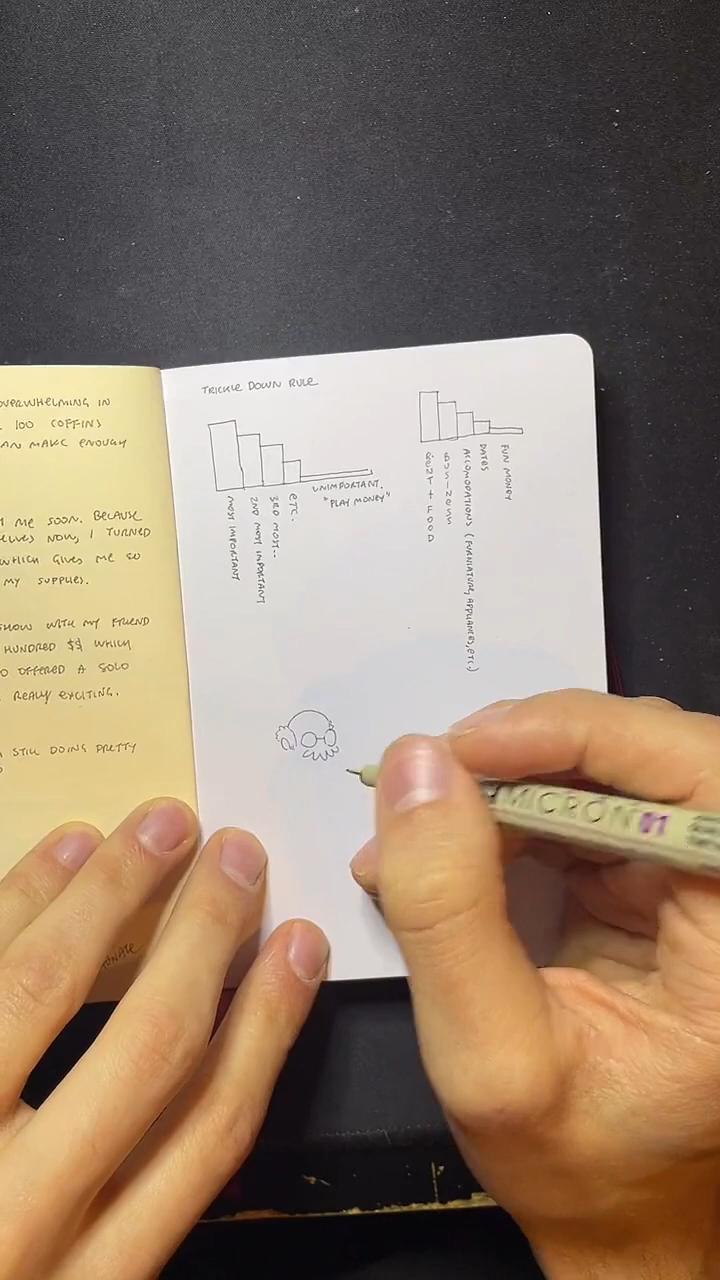 OVERWHELMING IN
100 COFFINS
AN MAKE ENOUGH
ME SOON. BECAUSE
ELVES NOW, I TURNED
WHICH GIVES ME SO
MY SUPPLIES.
SHOW WITH MY FRIEND
HUNDRED $$ WHICH
O OFFERED A SOLO
REALLY EXCITING.
STILL DOING PRETTY
TRICKLE DOWN RULE
MOST IMPORTANT
2ND MOST IMPORTANT
3RD MOST..
ETC.
UNIMPORTANT.
"PLAY MONEY"
RENT + FOOD
BUSINESS
ACCOMODATIONS (FURNIATURE, APPLIANCES, ETC.)
DATES
FUN MONEY
MICRON 01